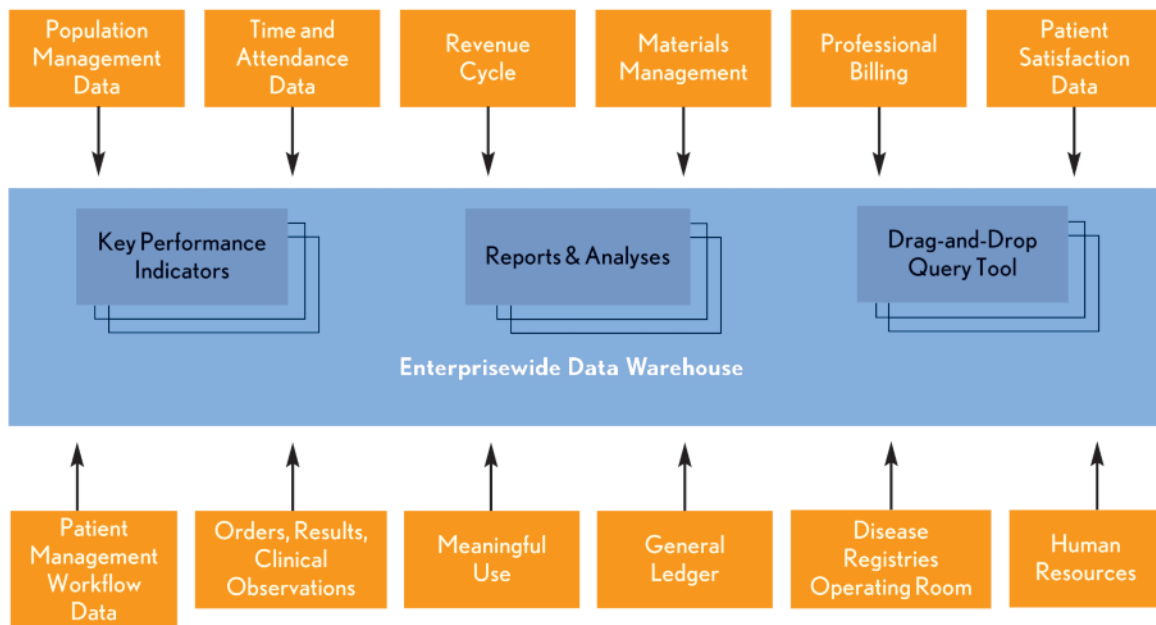 Population
Management
Data
Time and
Attendance
Data
Revenue
Cycle
Materials
Management
Professional
Billing
Patient
Satisfaction
Data
Key Performance
Indicators
Reports & Analyses
Drag-and-Drop
Query Tool
Enterprisewide Data Warehouse
Patient
Management
Workflow
Data
Orders, Results,
Clinical
Observations
Meaningful
Use
General
Ledger
Disease
Registries
Operating Room
Human
Resources